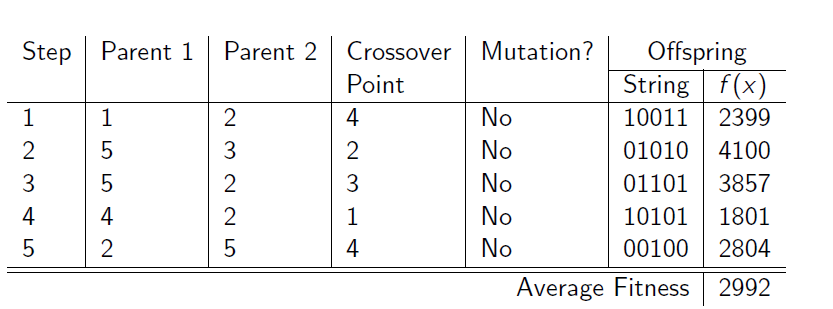 Step Parent 1 Parent 2 Crossover Mutation? Offspring
Point String f(x)
1 1 2 4 No 10011 2399
2 5 3 2 No 01010 4100
3 5 2 3 No 01101 3857
4 4 2 1 No 10101 1801
5 2 5 4 No 00100 2804
Average Fitness 2992